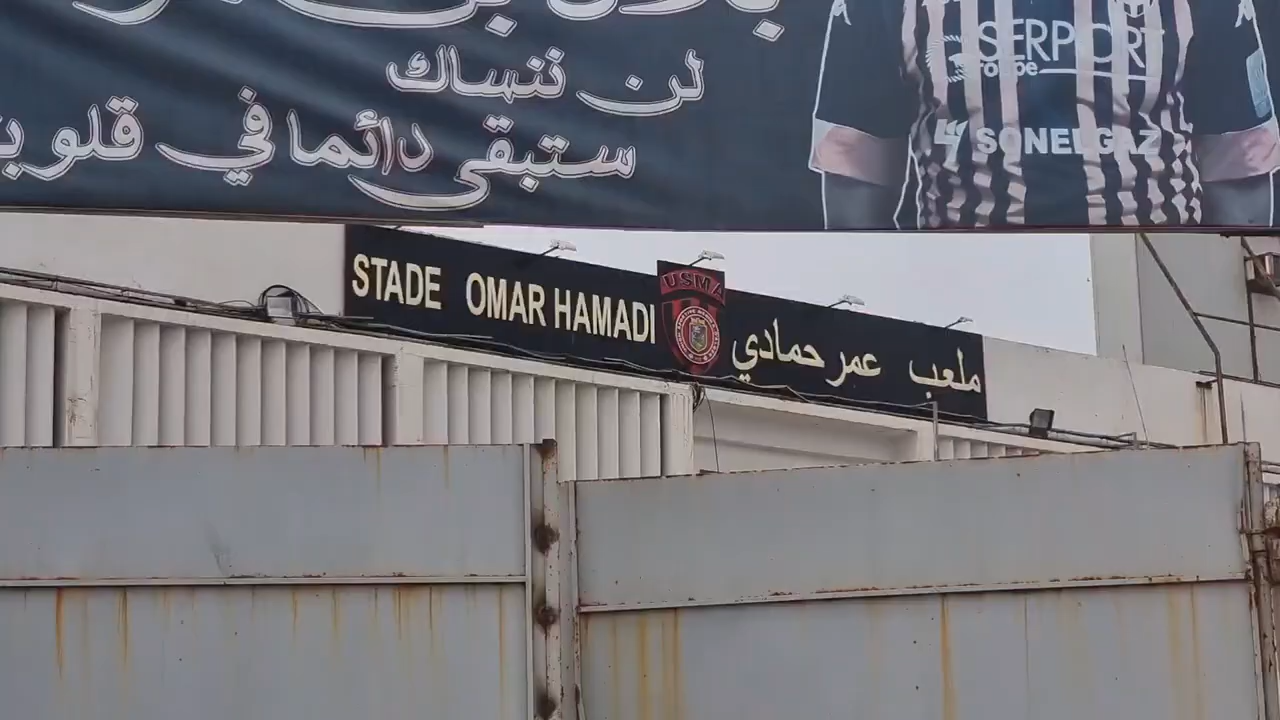 لن ننساك
ستبقى دائما في
SERPORT
SONELGAZ
STADE OMAR HAMADI
USMA
ملعب عمر حمادي